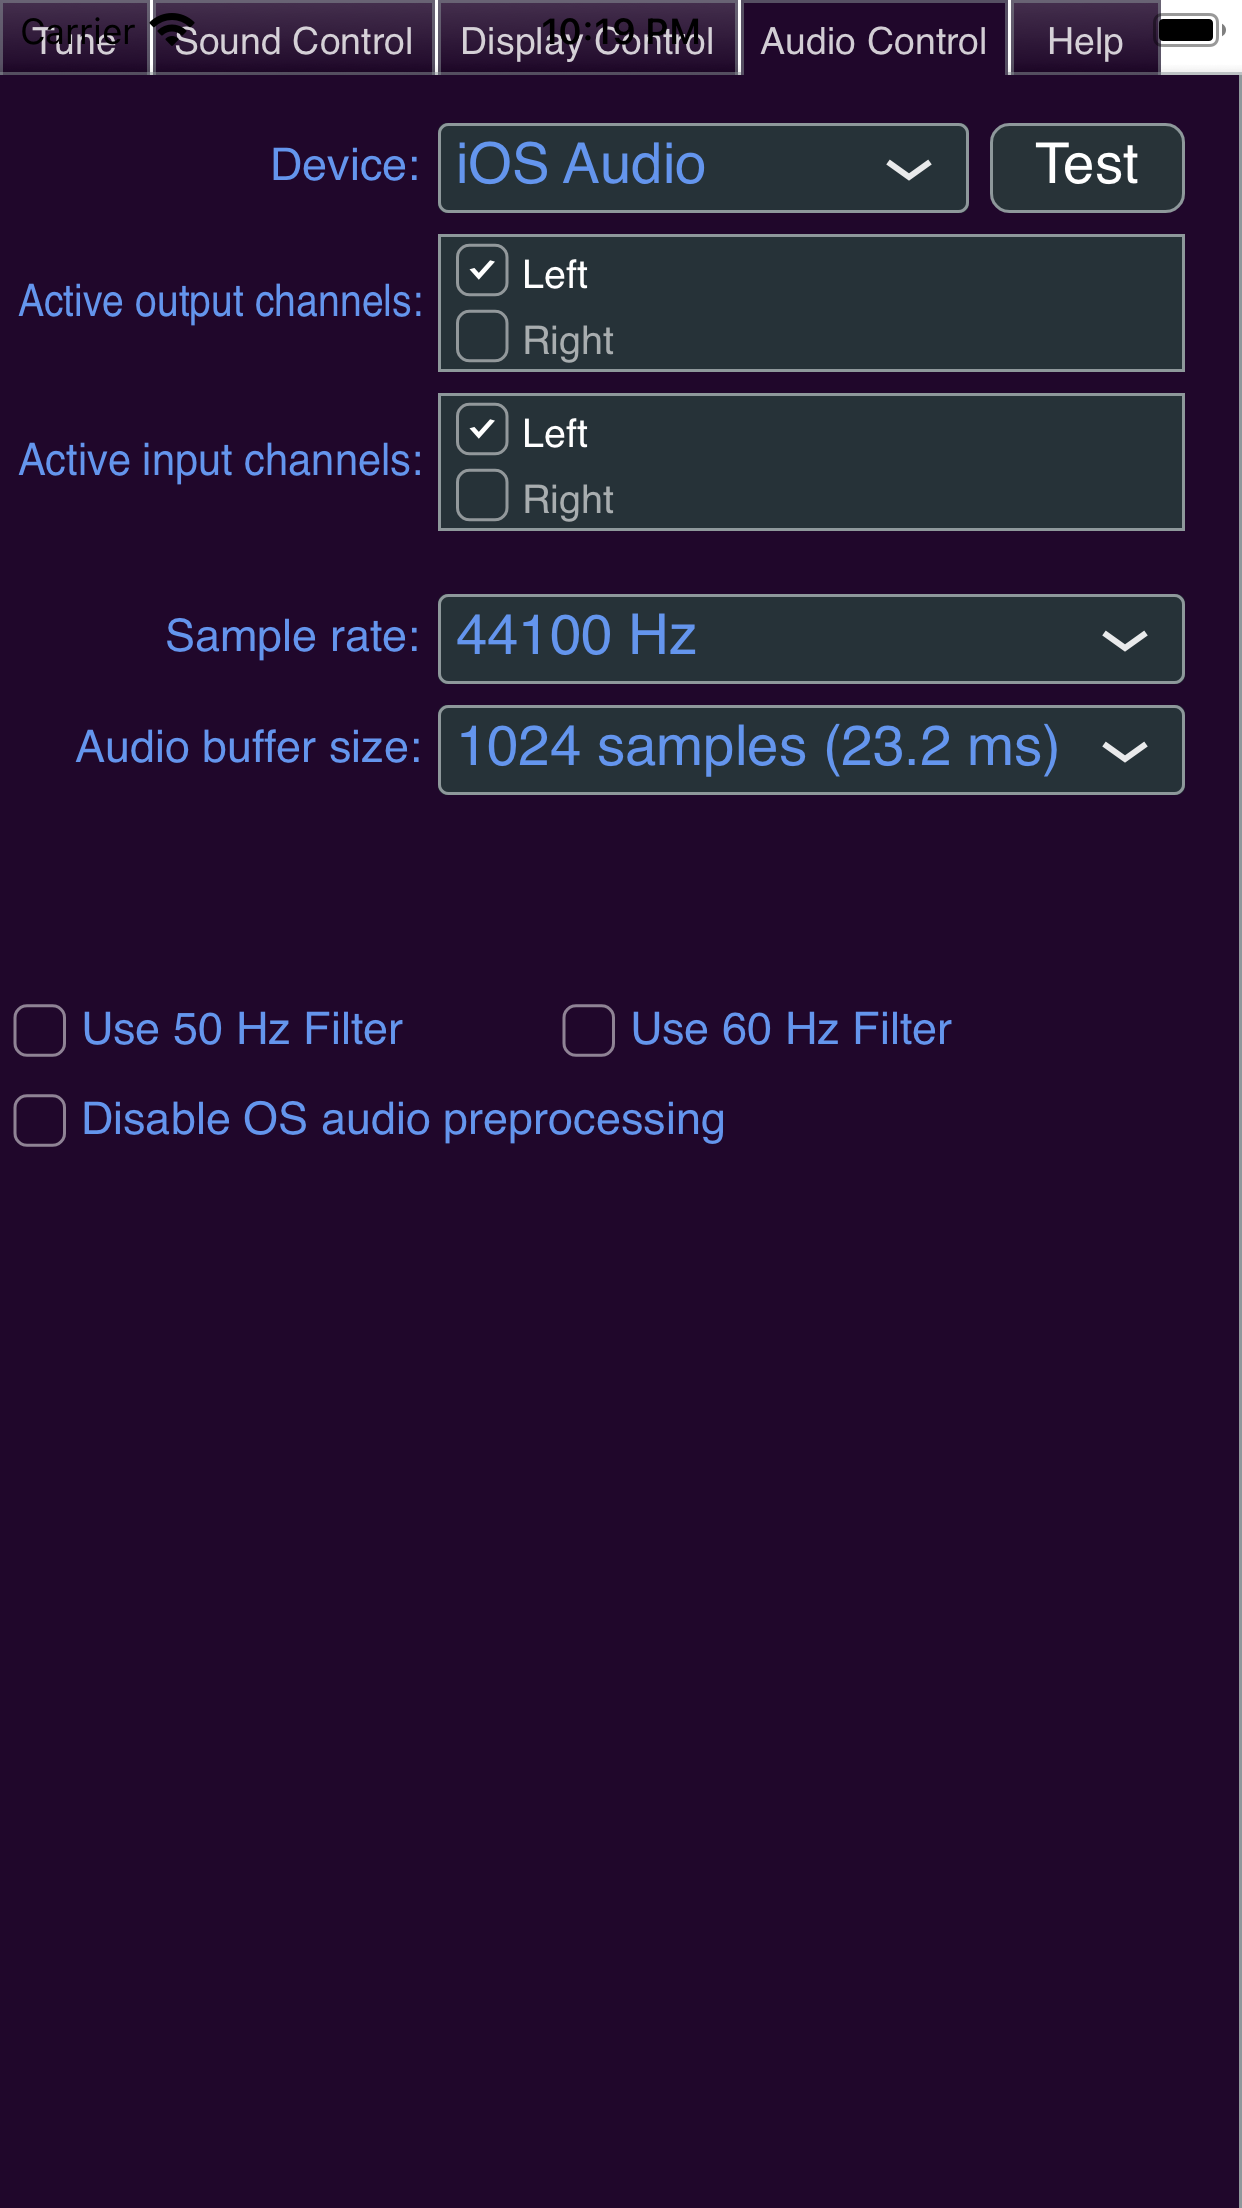 Carrier 10:19 PM
Tune Sound Control Display Control Audio Control Help
Device: iOS Audio Test
Active output channels: Left
Right
Active input channels: Left
Right
Sample rate: 44100 Hz
Audio buffer size: 1024 samples (23.2 ms)
Use 50 Hz Filter Use 60 Hz Filter
Disable OS audio preprocessing